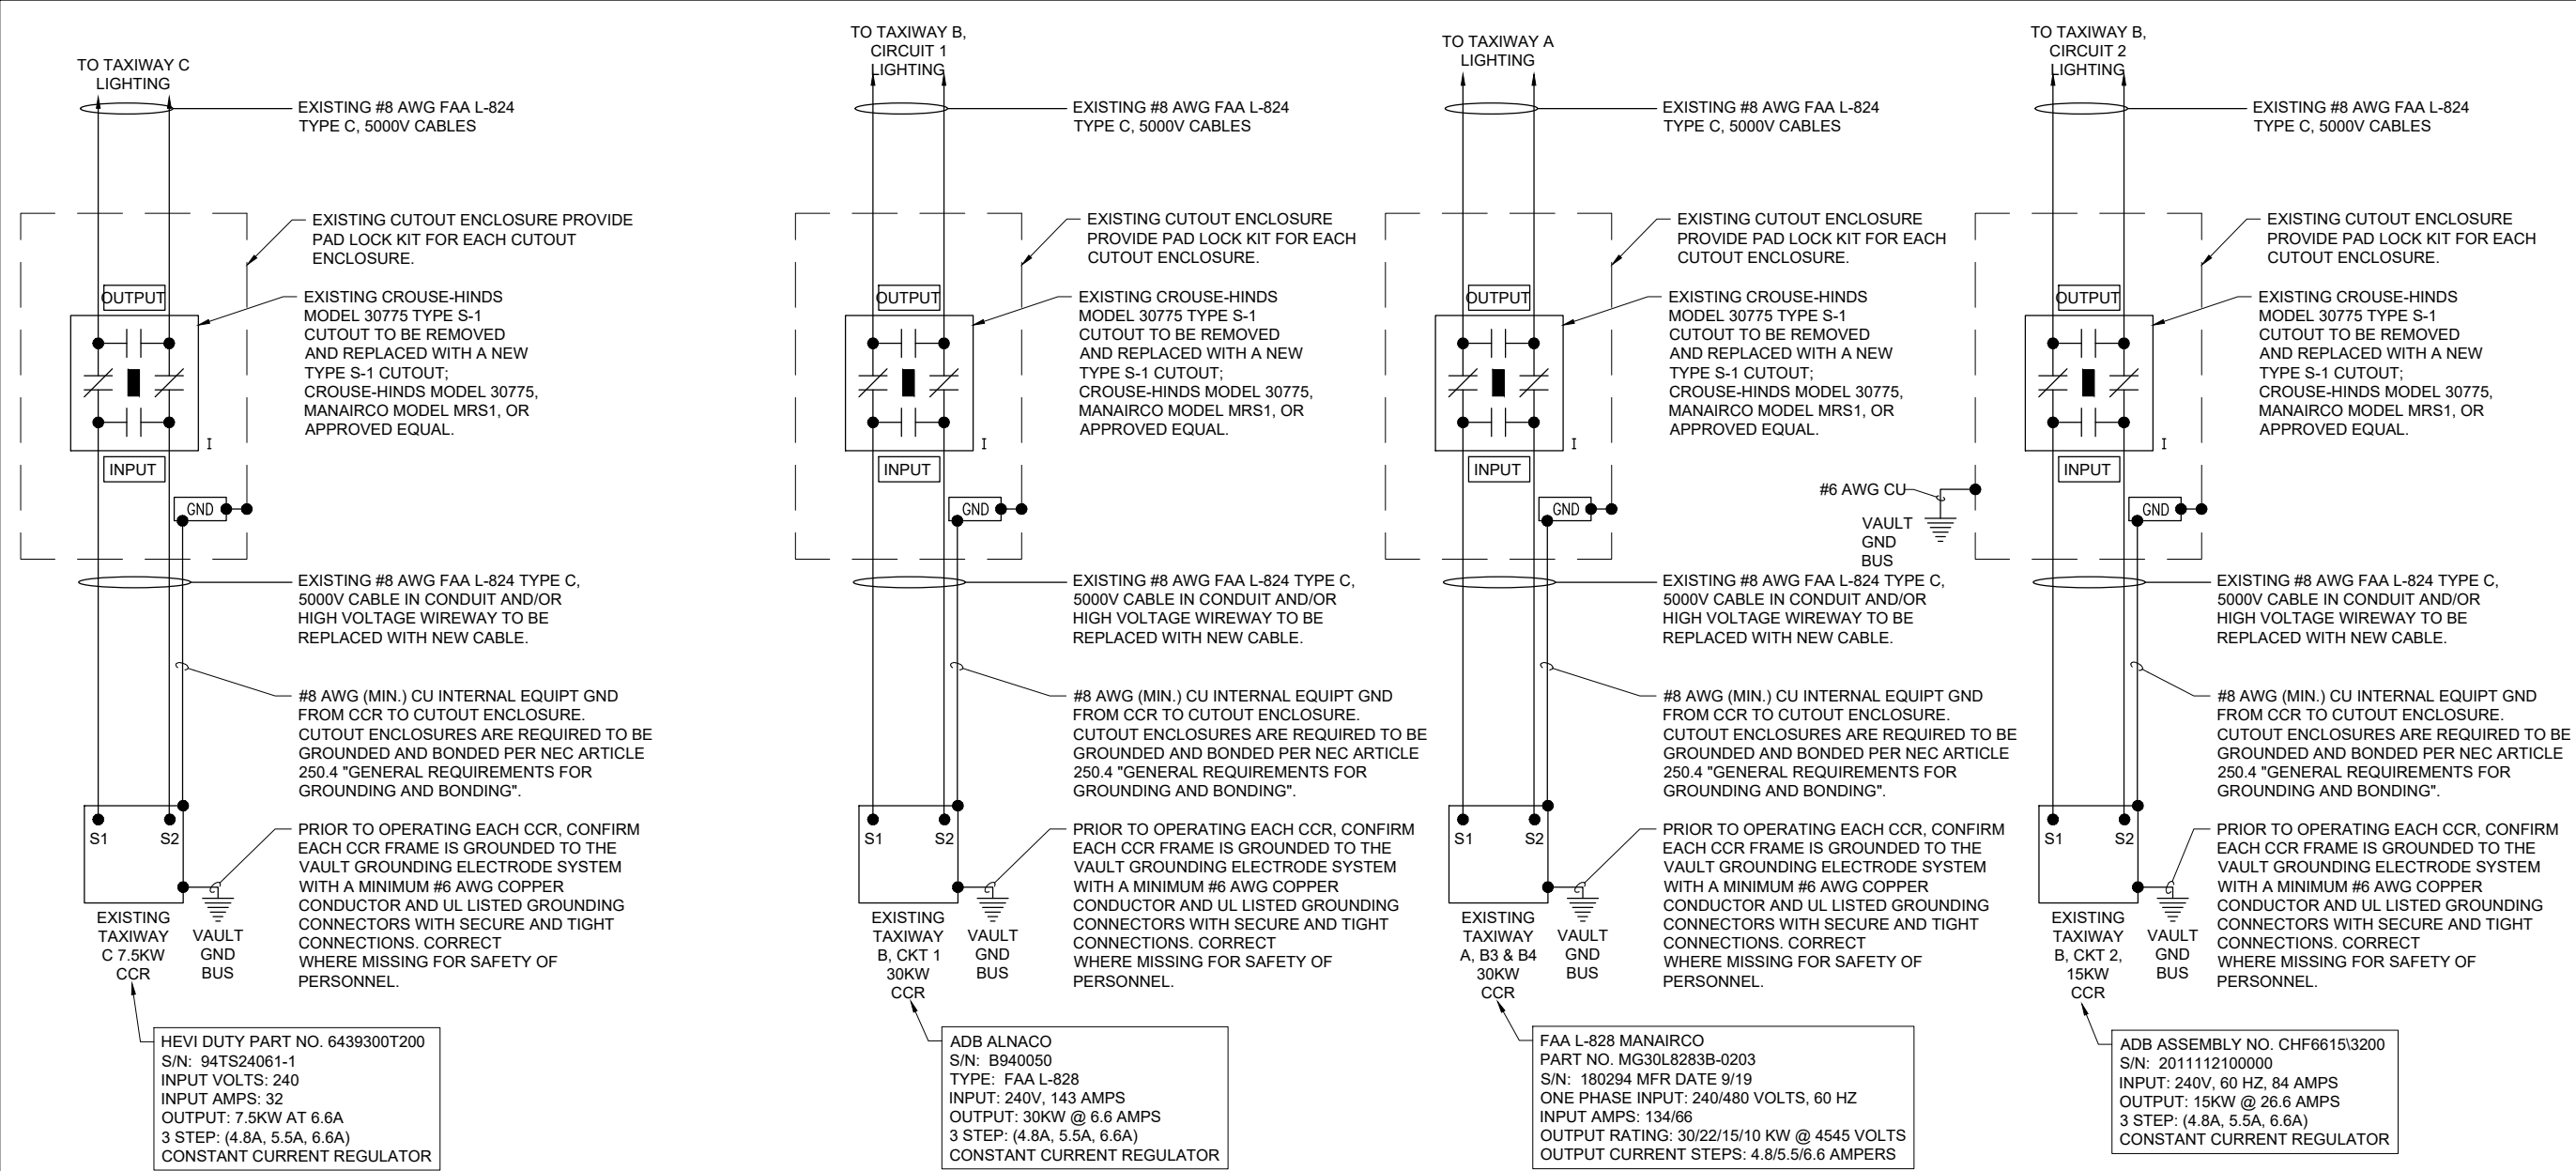 TO TAXIWAY C
LIGHTING
EXISTING #8 AWG FAA L-824
TYPE C, 5000V CABLES
EXISTING CUTOUT ENCLOSURE PROVIDE
PAD LOCK KIT FOR EACH CUTOUT
ENCLOSURE.
OUTPUT
EXISTING CROUSE-HINDS
MODEL 30775 TYPE S-1
CUTOUT TO BE REMOVED
AND REPLACED WITH A NEW
TYPE S-1 CUTOUT;
CROUSE-HINDS MODEL 30775,
MANAIRCO MODEL MRS1, OR
APPROVED EQUAL.
I
INPUT
GND
EXISTING #8 AWG FAA L-824 TYPE C,
5000V CABLE IN CONDUIT AND/OR
HIGH VOLTAGE WIREWAY TO BE
REPLACED WITH NEW CABLE.
#8 AWG (MIN.) CU INTERNAL EQUIPT GND
FROM CCR TO CUTOUT ENCLOSURE.
CUTOUT ENCLOSURES ARE REQUIRED TO BE
GROUNDED AND BONDED PER NEC ARTICLE
250.4 "GENERAL REQUIREMENTS FOR
GROUNDING AND BONDING".
S1 S2
PRIOR TO OPERATING EACH CCR, CONFIRM
EACH CCR FRAME IS GROUNDED TO THE
VAULT GROUNDING ELECTRODE SYSTEM
WITH A MINIMUM #6 AWG COPPER
CONDUCTOR AND UL LISTED GROUNDING
CONNECTORS WITH SECURE AND TIGHT
CONNECTIONS. CORRECT
WHERE MISSING FOR SAFETY OF
PERSONNEL.
EXISTING
TAXIWAY
C 7.5KW
CCR
VAULT
GND
BUS
HEVI DUTY PART NO. 6439300T200
S/N: 94TS24061-1
INPUT VOLTS: 240
INPUT AMPS: 32
OUTPUT: 7.5KW AT 6.6A
3 STEP: (4.8A, 5.5A, 6.6A)
CONSTANT CURRENT REGULATOR
TO TAXIWAY B,
CIRCUIT 1
LIGHTING
EXISTING #8 AWG FAA L-824
TYPE C, 5000V CABLES
EXISTING CUTOUT ENCLOSURE
PROVIDE PAD LOCK KIT FOR EACH
CUTOUT ENCLOSURE.
OUTPUT
EXISTING CROUSE-HINDS
MODEL 30775 TYPE S-1
CUTOUT TO BE REMOVED
AND REPLACED WITH A NEW
TYPE S-1 CUTOUT;
CROUSE-HINDS MODEL 30775,
MANAIRCO MODEL MRS1, OR
APPROVED EQUAL.
I
INPUT
GND
EXISTING #8 AWG FAA L-824 TYPE C,
5000V CABLE IN CONDUIT AND/OR
HIGH VOLTAGE WIREWAY TO BE
REPLACED WITH NEW CABLE.
#8 AWG (MIN.) CU INTERNAL EQUIPT GND
FROM CCR TO CUTOUT ENCLOSURE.
CUTOUT ENCLOSURES ARE REQUIRED TO BE
GROUNDED AND BONDED PER NEC ARTICLE
250.4 "GENERAL REQUIREMENTS FOR
GROUNDING AND BONDING".
S1 S2
PRIOR TO OPERATING EACH CCR, CONFIRM
EACH CCR FRAME IS GROUNDED TO THE
VAULT GROUNDING ELECTRODE SYSTEM
WITH A MINIMUM #6 AWG COPPER
CONDUCTOR AND UL LISTED GROUNDING
CONNECTORS WITH SECURE AND TIGHT
CONNECTIONS. CORRECT
WHERE MISSING FOR SAFETY OF
PERSONNEL.
EXISTING
TAXIWAY
B, CKT 1
30KW
CCR
VAULT
GND
BUS
ADB ALNACO
S/N: B940050
TYPE: FAA L-828
INPUT: 240V, 143 AMPS
OUTPUT: 30KW @ 6.6 AMPS
3 STEP: (4.8A, 5.5A, 6.6A)
CONSTANT CURRENT REGULATOR
TO TAXIWAY A
LIGHTING
EXISTING #8 AWG FAA L-824
TYPE C, 5000V CABLES
EXISTING CUTOUT ENCLOSURE
PROVIDE PAD LOCK KIT FOR EACH
CUTOUT ENCLOSURE.
OUTPUT
EXISTING CROUSE-HINDS
MODEL 30775 TYPE S-1
CUTOUT TO BE REMOVED
AND REPLACED WITH A NEW
TYPE S-1 CUTOUT;
CROUSE-HINDS MODEL 30775,
MANAIRCO MODEL MRS1, OR
APPROVED EQUAL.
I
INPUT
GND
EXISTING #8 AWG FAA L-824 TYPE C,
5000V CABLE IN CONDUIT AND/OR
HIGH VOLTAGE WIREWAY TO BE
REPLACED WITH NEW CABLE.
#8 AWG (MIN.) CU INTERNAL EQUIPT GND
FROM CCR TO CUTOUT ENCLOSURE.
CUTOUT ENCLOSURES ARE REQUIRED TO BE
GROUNDED AND BONDED PER NEC ARTICLE
250.4 "GENERAL REQUIREMENTS FOR
GROUNDING AND BONDING".
S1 S2
PRIOR TO OPERATING EACH CCR, CONFIRM
EACH CCR FRAME IS GROUNDED TO THE
VAULT GROUNDING ELECTRODE SYSTEM
WITH A MINIMUM #6 AWG COPPER
CONDUCTOR AND UL LISTED GROUNDING
CONNECTORS WITH SECURE AND TIGHT
CONNECTIONS. CORRECT
WHERE MISSING FOR SAFETY OF
PERSONNEL.
EXISTING
TAXIWAY
A, B3 & B4
30KW
CCR
VAULT
GND
BUS
FAA L-828 MANAIRCO
PART NO. MG30L8283B-0203
S/N: 180294 MFR DATE 9/19
ONE PHASE INPUT: 240/480 VOLTS, 60 HZ
INPUT AMPS: 134/66
OUTPUT RATING: 30/22/15/10 KW @ 4545 VOLTS
OUTPUT CURRENT STEPS: 4.8/5.5/6.6 AMPERS
TO TAXIWAY B,
CIRCUIT 2
LIGHTING
EXISTING #8 AWG FAA L-824
TYPE C, 5000V CABLES
EXISTING CUTOUT ENCLOSURE
PROVIDE PAD LOCK KIT FOR EACH
CUTOUT ENCLOSURE.
OUTPUT
EXISTING CROUSE-HINDS
MODEL 30775 TYPE S-1
CUTOUT TO BE REMOVED
AND REPLACED WITH A NEW
TYPE S-1 CUTOUT;
CROUSE-HINDS MODEL 30775,
MANAIRCO MODEL MRS1, OR
APPROVED EQUAL.
I
INPUT
#6 AWG CU
VAULT
GND
BUS
GND
EXISTING #8 AWG FAA L-824 TYPE C,
5000V CABLE IN CONDUIT AND/OR
HIGH VOLTAGE WIREWAY TO BE
REPLACED WITH NEW CABLE.
#8 AWG (MIN.) CU INTERNAL EQUIPT GND
FROM CCR TO CUTOUT ENCLOSURE.
CUTOUT ENCLOSURES ARE REQUIRED TO BE
GROUNDED AND BONDED PER NEC ARTICLE
250.4 "GENERAL REQUIREMENTS FOR
GROUNDING AND BONDING".
S1 S2
PRIOR TO OPERATING EACH CCR, CONFIRM
EACH CCR FRAME IS GROUNDED TO THE
VAULT GROUNDING ELECTRODE SYSTEM
WITH A MINIMUM #6 AWG COPPER
CONDUCTOR AND UL LISTED GROUNDING
CONNECTORS WITH SECURE AND TIGHT
CONNECTIONS. CORRECT
WHERE MISSING FOR SAFETY OF
PERSONNEL.
EXISTING
TAXIWAY
B, CKT 2,
15KW
CCR
VAULT
GND
BUS
ADB ASSEMBLY NO. CHF6615\3200
S/N: 2011112100000
INPUT: 240V, 60 HZ, 84 AMPS
OUTPUT: 15KW @ 26.6 AMPS
3 STEP: (4.8A, 5.5A, 6.6A)
CONSTANT CURRENT REGULATOR